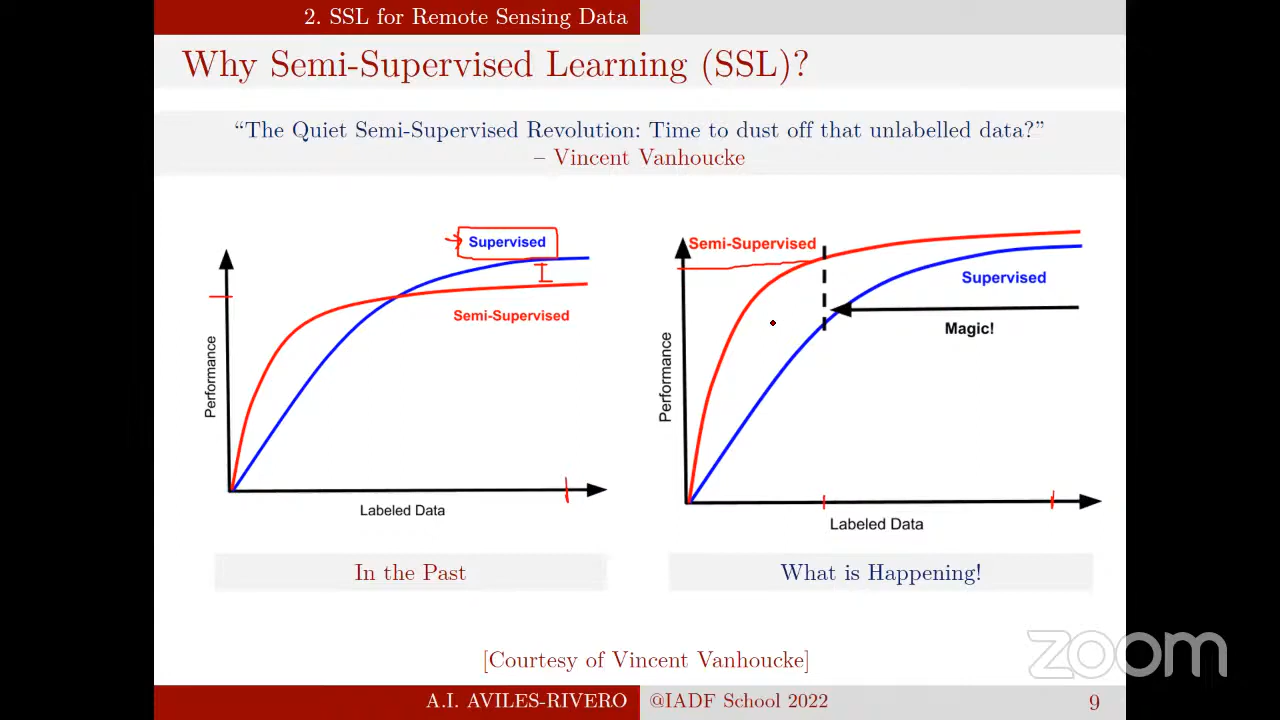 2. SSL for Remote Sensing Data
Why Semi-Supervised Learning (SSL)?
“The Quiet Semi-Supervised Revolution: Time to dust off that unlabelled data?”
– Vincent Vanhoucke
Supervised
Semi-Supervised
Performance
Labeled Data
In the Past
Semi-Supervised
Supervised
Magic!
Performance
Labeled Data
What is Happening!
[Courtesy of Vincent Vanhoucke]
zoom
A.I. AVILES-RIVERO @IADF School 2022 9